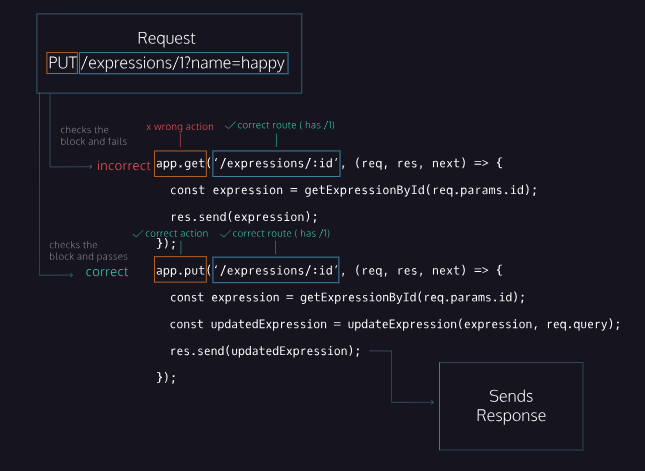 Request
PUT /expressions/1?name=happy
checks the
block and fails
x wrong action
✓ correct route ( has /1)
incorrect
app.get('/expressions/:id', (req, res, next) => {
const expression = getExpressionById(req.params.id);
res.send(expression);
});
✓ correct action
✓ correct route ( has /1)
checks the
block and passes
correct
app.put('/expressions/:id', (req, res, next) => {
const expression = getExpressionById(req.params.id);
const updatedExpression = updateExpression(expression, req.query);
res.send(updatedExpression);
});
Sends
Response